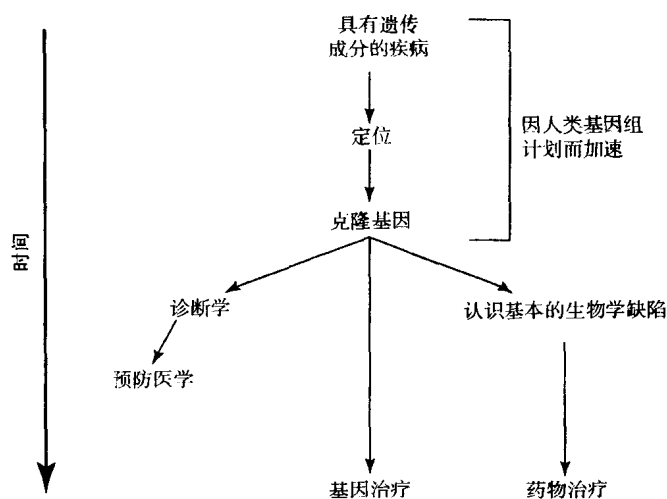 具有遗传
成分的疾病
因人类基因组
计划而加速
定位
克隆基因
时间
诊断学
认识基本的生物学缺陷
预防医学
基因治疗
药物治疗